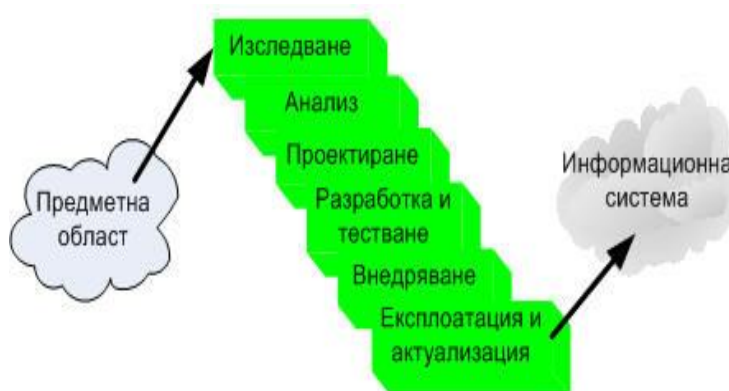 Изследване
Анализ
Проектиране
Разработка и
тестване
Внедряване
Експлоатация и
актуализация
Предметна
област
Информационна
система